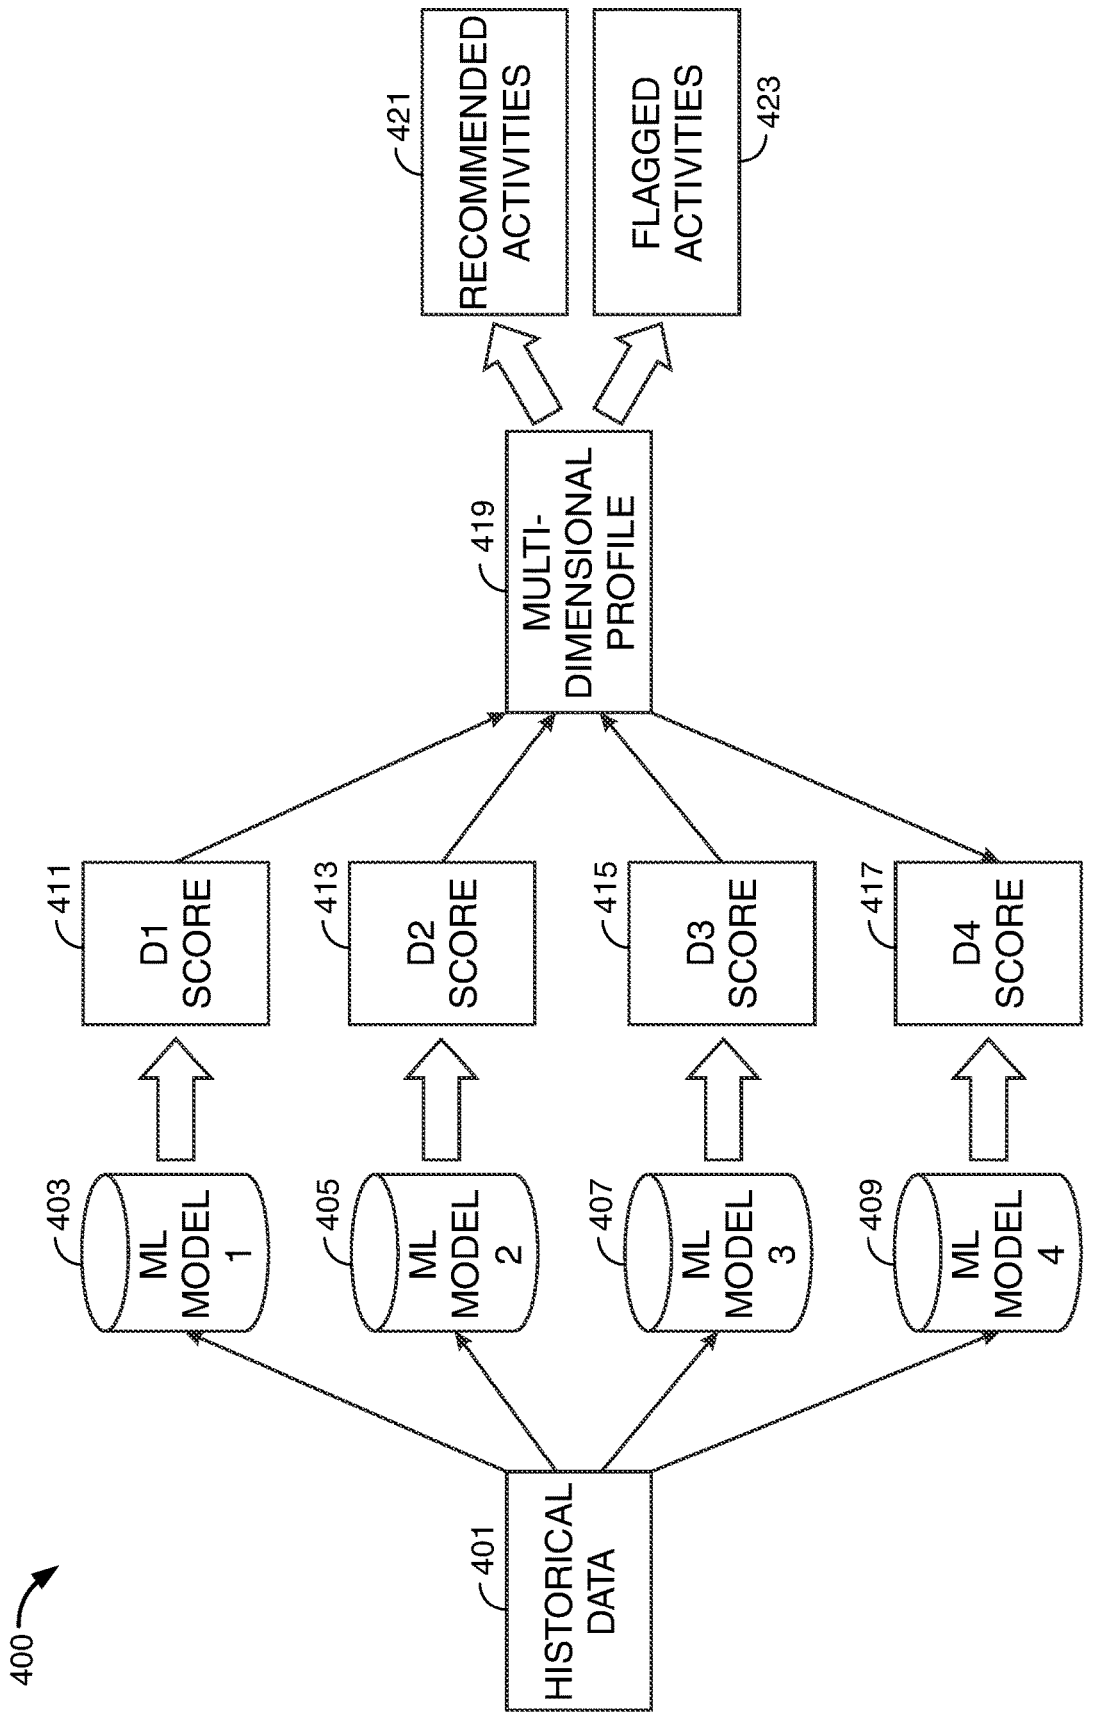 400
401
HISTORICAL
DATA
403
ML
MODEL
1
405
ML
MODEL
2
407
ML
MODEL
3
409
ML
MODEL
4
411
D1
SCORE
413
D2
SCORE
415
D3
SCORE
417
D4
SCORE
419
MULTI-
DIMENSIONAL
PROFILE
421
RECOMMENDED
ACTIVITIES
FLAGGED
ACTIVITIES
423